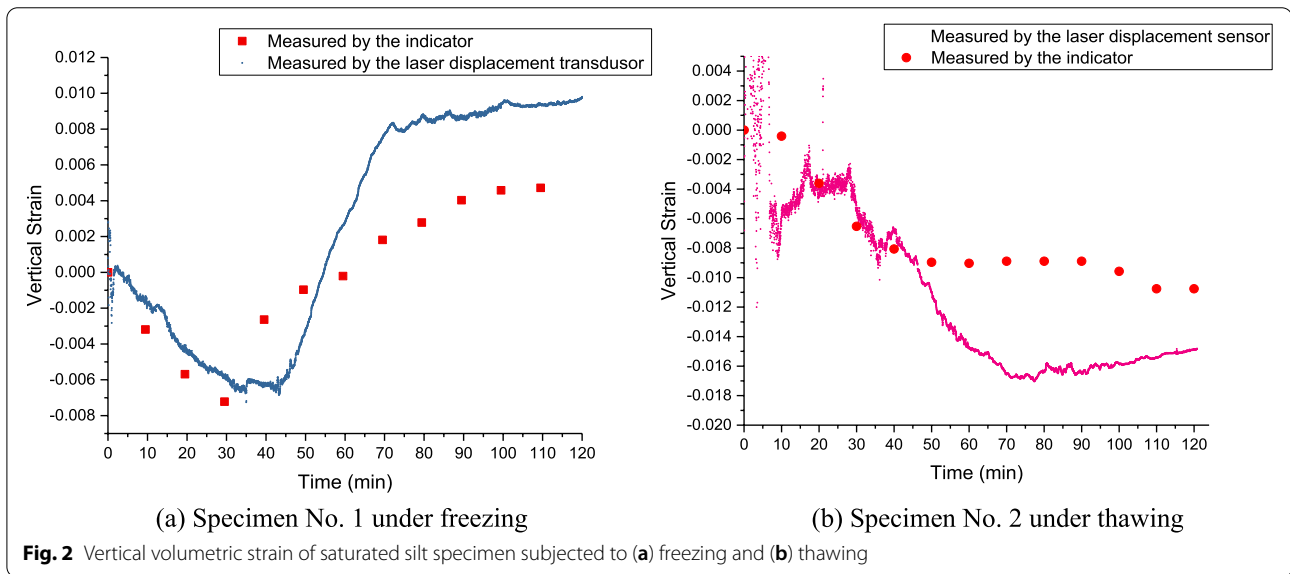 Measured by the indicator
Measured by the laser displacement transdusor
0.012
0.010
0.008
0.006
0.004
0.002
0.000
-0.002
-0.004
-0.006
-0.008
Vertical Strain
0 10 20 30 40 50 60 70 80 90 100 110 120
Time (min)
(a) Specimen No. 1 under freezing
Measured by the laser displacement sensor
Measured by the indicator
0.004
0.002
0.000
-0.002
-0.004
-0.006
-0.008
-0.010
-0.012
-0.014
-0.016
-0.018
-0.020
Vertical Strain
0 10 20 30 40 50 60 70 80 90 100 110 120
Time (min)
(b) Specimen No. 2 under thawing
Fig. 2 Vertical volumetric strain of saturated silt specimen subjected to (a) freezing and (b) thawing